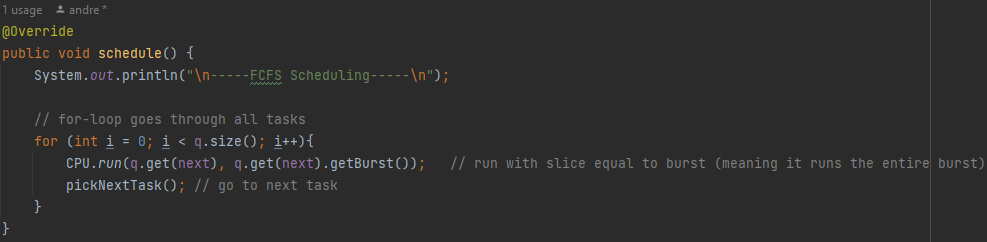 1 usage andre *
@Override
public void schedule() {
    System.out.println("\n-----FCFS Scheduling-----\n");
    // for-loop goes through all tasks
    for (int i = 0; i < q.size(); i++){
        CPU.run(q.get(next), q.get(next).getBurst());   // run with slice equal to burst (meaning it runs the entire burst)
        pickNextTask(); // go to next task
    }
}